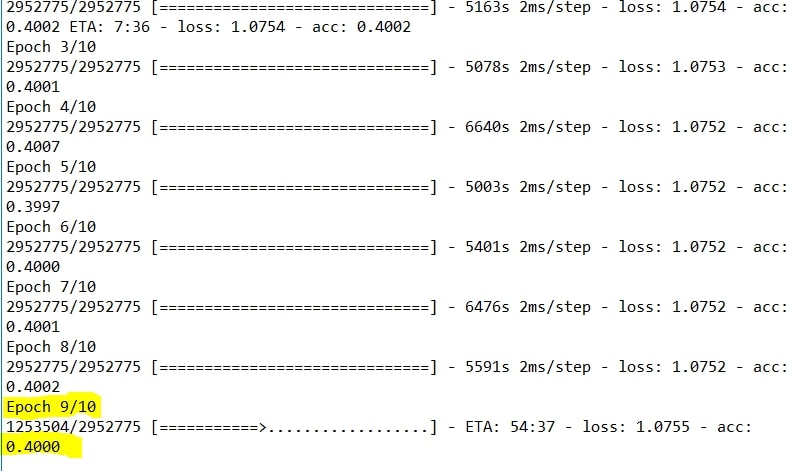 2952775/2952775 [==============================] - 5163s 2ms/step - loss: 1.0754 - acc:
0.4002 ETA: 7:36 - loss: 1.0754 - acc: 0.4002
Epoch 3/10
2952775/2952775 [==============================] - 5078s 2ms/step - loss: 1.0753 - acc:
0.4001
Epoch 4/10
2952775/2952775 [==============================] - 6640s 2ms/step - loss: 1.0752 - acc:
0.4007
Epoch 5/10
2952775/2952775 [==============================] - 5003s 2ms/step - loss: 1.0752 - acc:
0.3997
Epoch 6/10
2952775/2952775 [==============================] - 5401s 2ms/step - loss: 1.0752 - acc:
0.4000
Epoch 7/10
2952775/2952775 [==============================] - 6476s 2ms/step - loss: 1.0752 - acc:
0.4001
Epoch 8/10
2952775/2952775 [==============================] - 5591s 2ms/step - loss: 1.0752 - acc:
0.4002
Epoch 9/10
1253504/2952775 [===========>..................] - ETA: 54:37 - loss: 1.0755 - acc:
0.4000